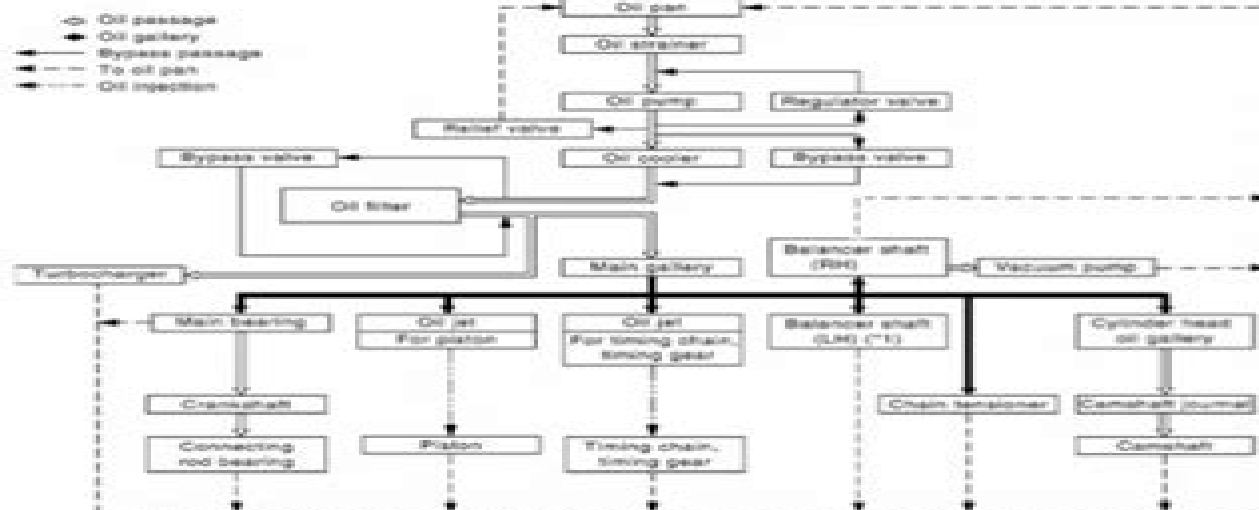 Oil passage
Oil gallery
Bypass passage
To oil pan
Oil injection
Oil pan
Oil strainer
Oil pump
Regulator valve
Relief valve
Bypass valve
Oil cooler
Bypass valve
Oil filter
Turbocharger
Main gallery
Balancer shaft
(RH)
Vacuum pump
Main bearing
Oil jet
For piston
Oil jet
For timing chain,
timing gear
Balancer shaft
(LH) (*1)
Cylinder head
oil gallery
Crankshaft
Chain tensioner
Camshaft journal
Connecting
rod bearing
Piston
Timing chain,
timing gear
Camshaft